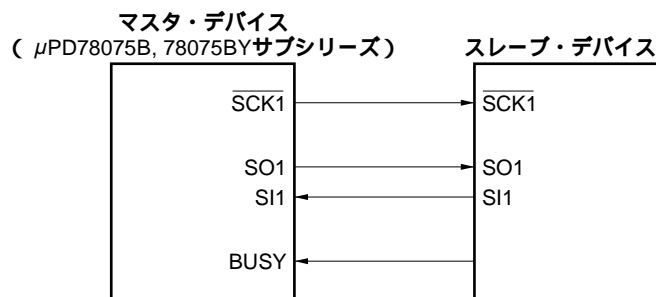 マスタ・デバイス
( μPD78075B, 78075BYサブシリーズ )
スレーブ・デバイス
SCK1
SCK1
SO1
SO1
SI1
SI1
BUSY